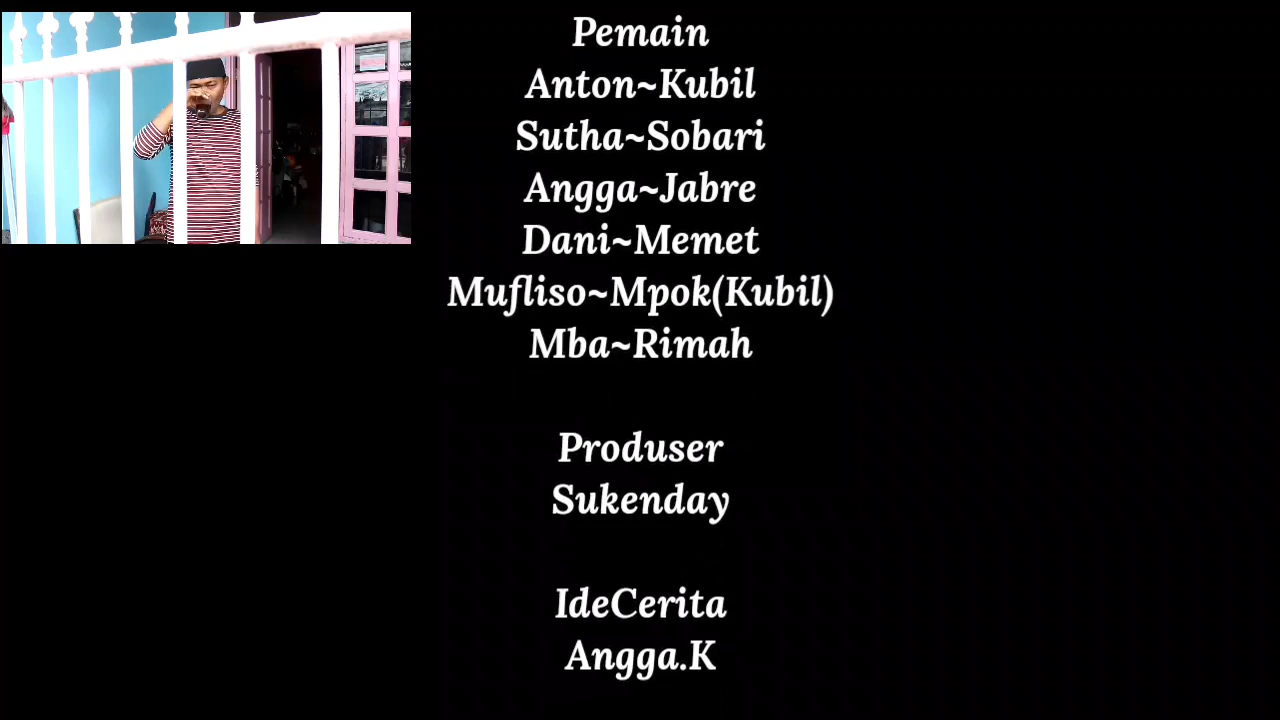 Pemain
Anton~Kubil
Sutha~Sobari
Angga~Jabre
Dani~Memet
Mufliso~Mpok(Kubil)
Mba~Rimah
Produser
Sukenday
IdeCerita
Angga.K